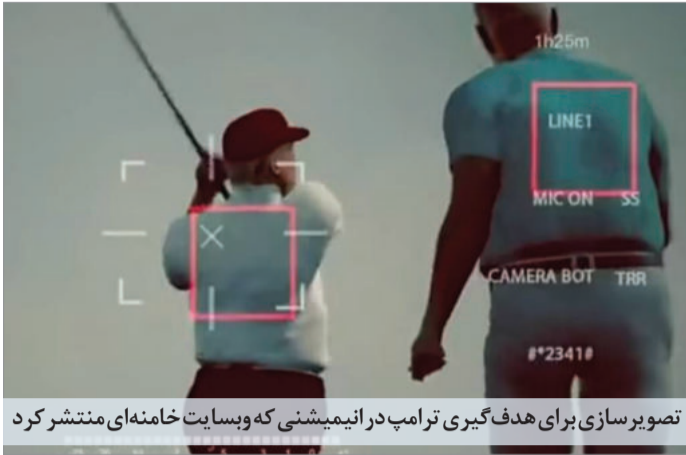 1h25m
LINE1
MIC ON SS
CAMERA BOT TRR
#*2341#
تصویرسازی برای هدف‌گیری ترامپ در انیمیشنی که وبسایت خامنه‌ای منتشر کرد